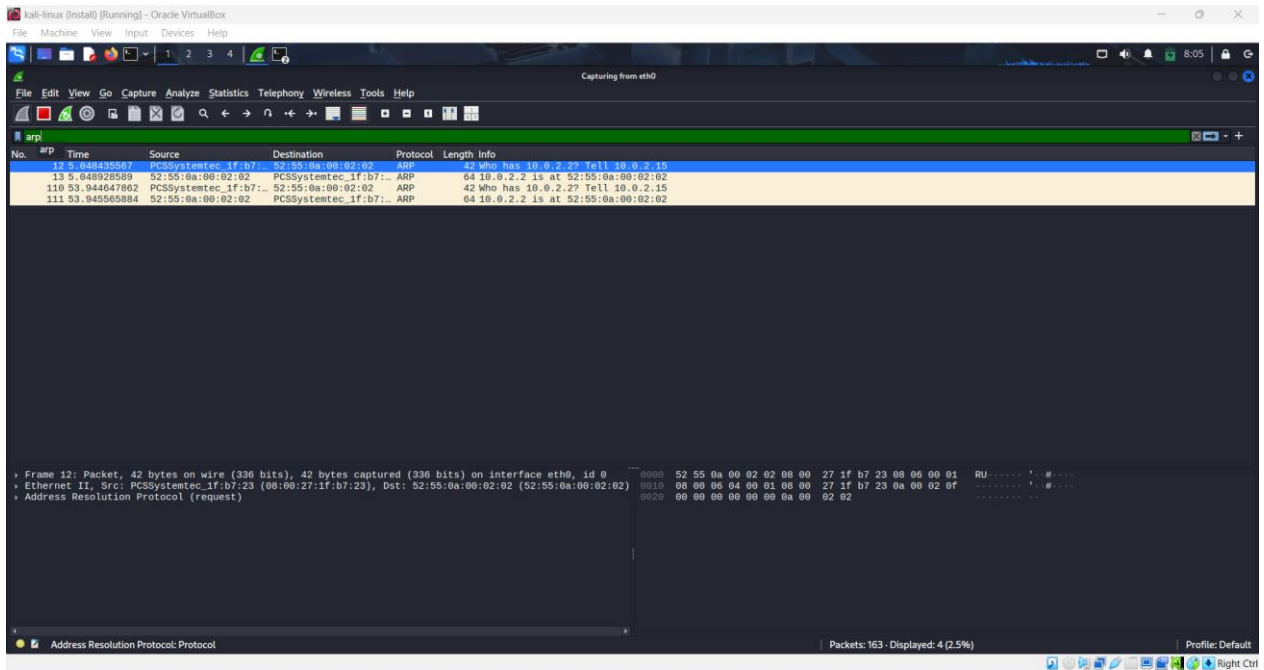 kali-linux (Install) [Running] - Oracle VirtualBox
File Machine View Input Devices Help
1 2 3 4 8:05
Capturing from eth0
File Edit View Go Capture Analyze Statistics Telephony Wireless Tools Help
arp
No. arp Time Source Destination Protocol Length Info
12 5.048435567 PCSSystemtec_1f:b7:… 52:55:0a:00:02:02 ARP 42 Who has 10.0.2.2? Tell 10.0.2.15
13 5.048928589 52:55:0a:00:02:02 PCSSystemtec_1f:b7:… ARP 64 10.0.2.2 is at 52:55:0a:00:02:02
110 53.944647862 PCSSystemtec_1f:b7:… 52:55:0a:00:02:02 ARP 42 Who has 10.0.2.2? Tell 10.0.2.15
111 53.945565884 52:55:0a:00:02:02 PCSSystemtec_1f:b7:… ARP 64 10.0.2.2 is at 52:55:0a:00:02:02
Frame 12: Packet, 42 bytes on wire (336 bits), 42 bytes captured (336 bits) on interface eth0, id 0
Ethernet II, Src: PCSSystemtec_1f:b7:23 (08:00:27:1f:b7:23), Dst: 52:55:0a:00:02:02 (52:55:0a:00:02:02)
Address Resolution Protocol (request)
0000 52 55 0a 00 02 02 08 00 27 1f b7 23 08 06 00 01 RU······ '··#····
0010 08 00 06 04 00 01 08 00 27 1f b7 23 0a 00 02 0f ········ '··#····
0020 00 00 00 00 00 00 0a 00 02 02 ········ ··
Address Resolution Protocol: Protocol
Packets: 163 · Displayed: 4 (2.5%)
Profile: Default
Right Ctrl